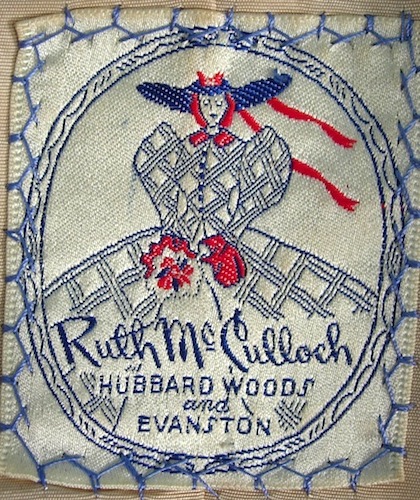 Ruth McCulloch
HUBBARD WOODS
and
EVANSTON